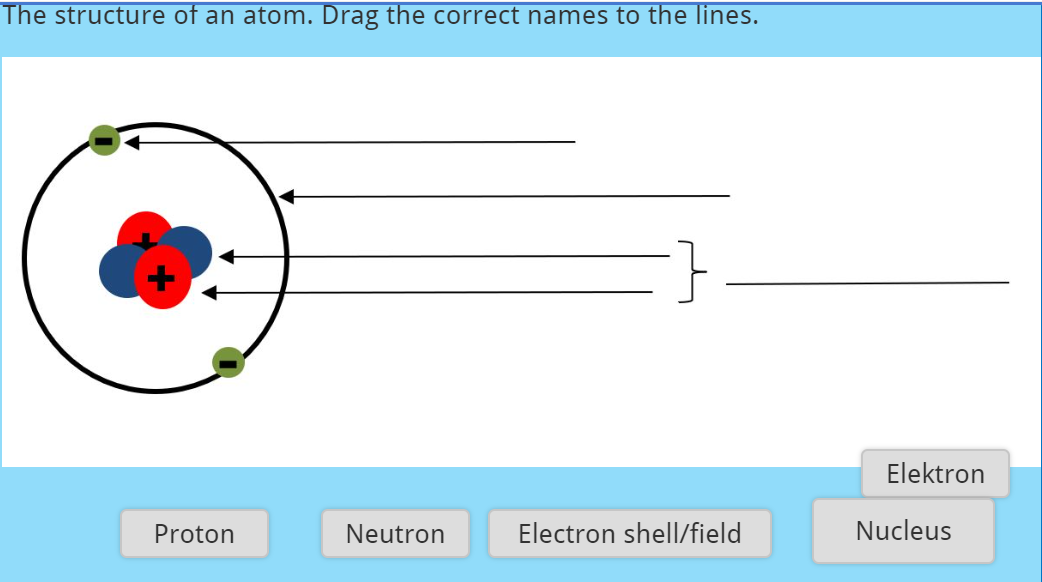 The structure of an atom. Drag the correct names to the lines.
-
+
+
-
Elektron
Proton Neutron Electron shell/field Nucleus